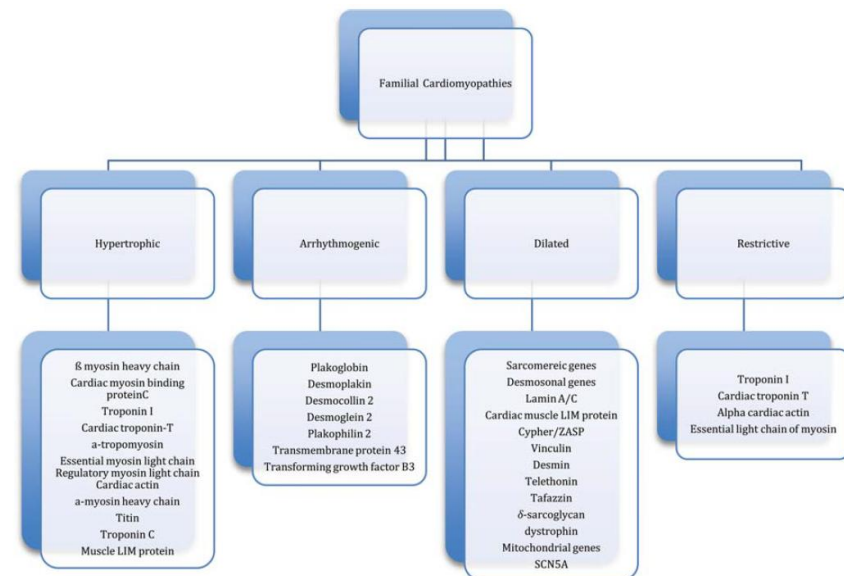 Familial Cardiomyopathies
Hypertrophic
Arrhythmogenic
Dilated
Restrictive
ß myosin heavy chain
Cardiac myosin binding
proteinC
Troponin I
Cardiac troponin-T
a-tropomyosin
Essential myosin light chain
Regulatory myosin light chain
Cardiac actin
a-myosin heavy chain
Titin
Troponin C
Muscle LIM protein
Plakoglobin
Desmoplakin
Desmocollin 2
Desmoglein 2
Plakophilin 2
Transmembrane protein 43
Transforming growth factor B3
Sarcomereic genes
Desmosonal genes
Lamin A/C
Cardiac muscle LIM protein
Cypher/ZASP
Vinculin
Desmin
Telethonin
Tafazzin
δ-sarcoglycan
dystrophin
Mitochondrial genes
SCN5A
Troponin I
Cardiac troponin T
Alpha cardiac actin
Essential light chain of myosin